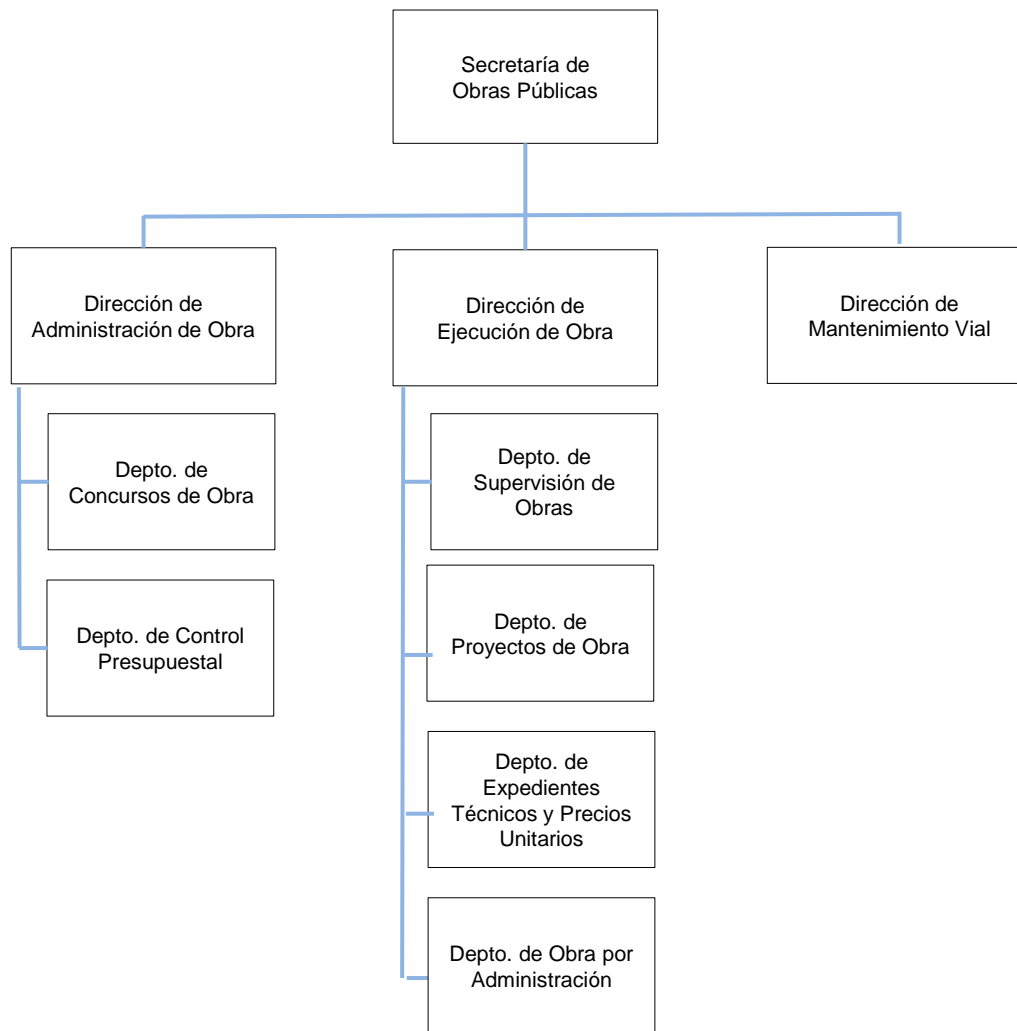 Secretaría de
Obras Públicas
Dirección de
Administración de Obra
Dirección de
Ejecución de Obra
Dirección de
Mantenimiento Vial
Depto. de
Concursos de Obra
Depto. de Control
Presupuestal
Depto. de
Supervisión de
Obras
Depto. de
Proyectos de Obra
Depto. de
Expedientes
Técnicos y Precios
Unitarios
Depto. de Obra por
Administración